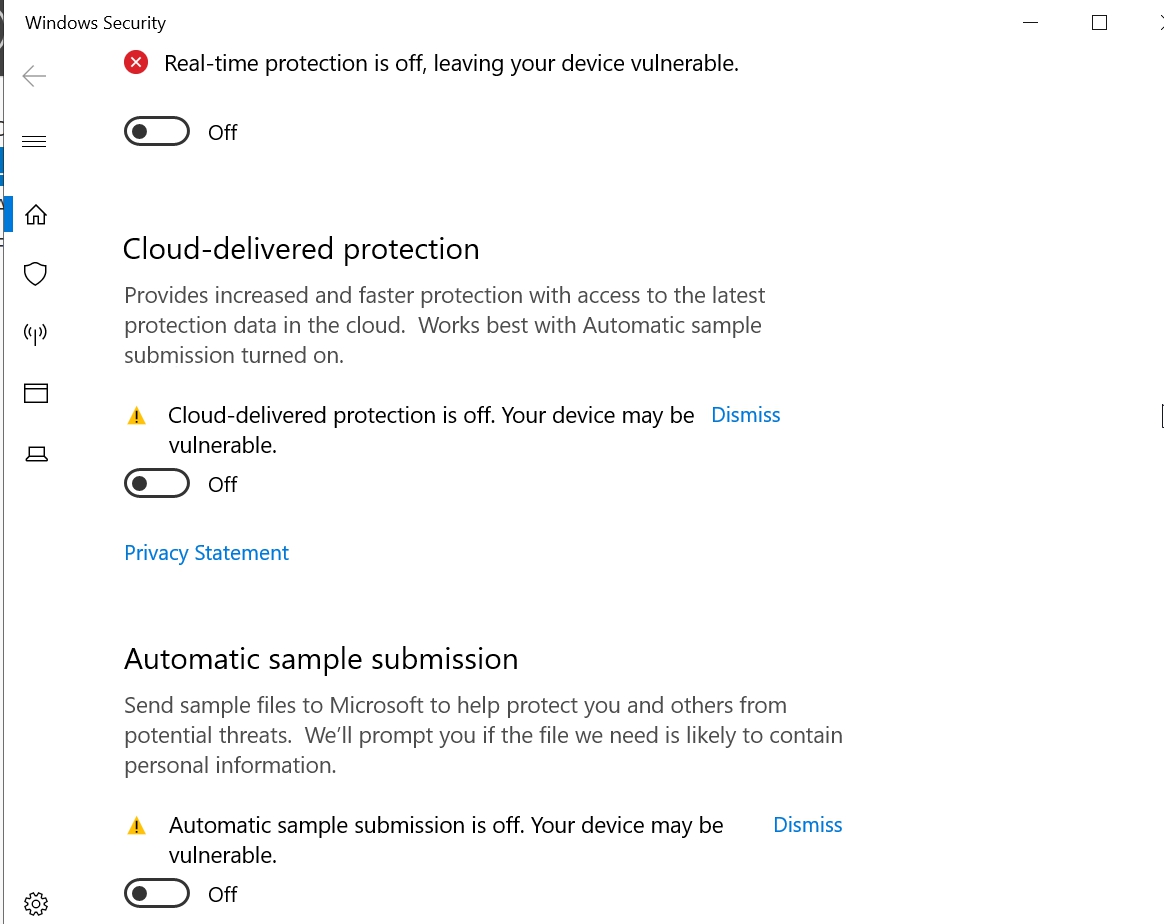 Windows Security
Real-time protection is off, leaving your device vulnerable.
Off
Cloud-delivered protection
Provides increased and faster protection with access to the latest
protection data in the cloud.  Works best with Automatic sample
submission turned on.
Cloud-delivered protection is off. Your device may be Dismiss
vulnerable.
Off
Privacy Statement
Automatic sample submission
Send sample files to Microsoft to help protect you and others from
potential threats.  We’ll prompt you if the file we need is likely to contain
personal information.
Automatic sample submission is off. Your device may be Dismiss
vulnerable.
Off